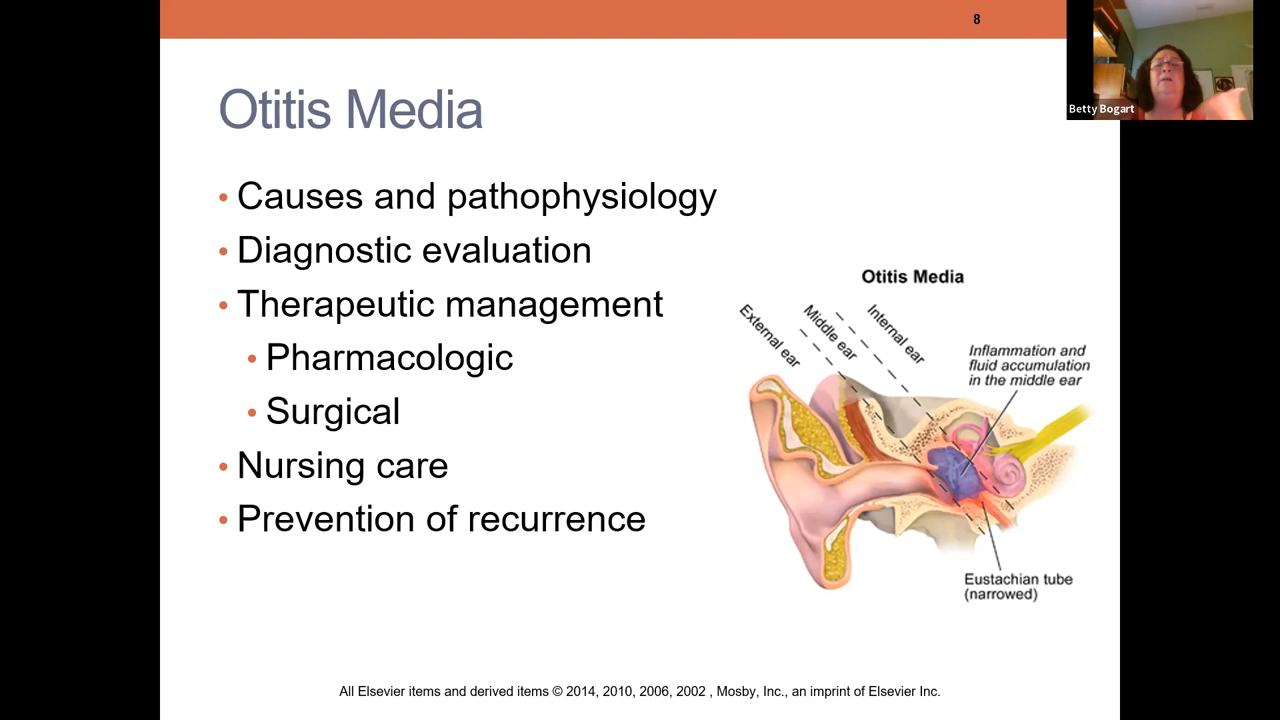 8
Betty Bogart
Otitis Media
• Causes and pathophysiology
• Diagnostic evaluation
• Therapeutic management
• Pharmacologic
• Surgical
• Nursing care
• Prevention of recurrence
Otitis Media
External ear
Middle ear
Internal ear
Inflammation and
fluid accumulation
in the middle ear
Eustachian tube
(narrowed)
All Elsevier items and derived items © 2014, 2010, 2006, 2002 , Mosby, Inc., an imprint of Elsevier Inc.